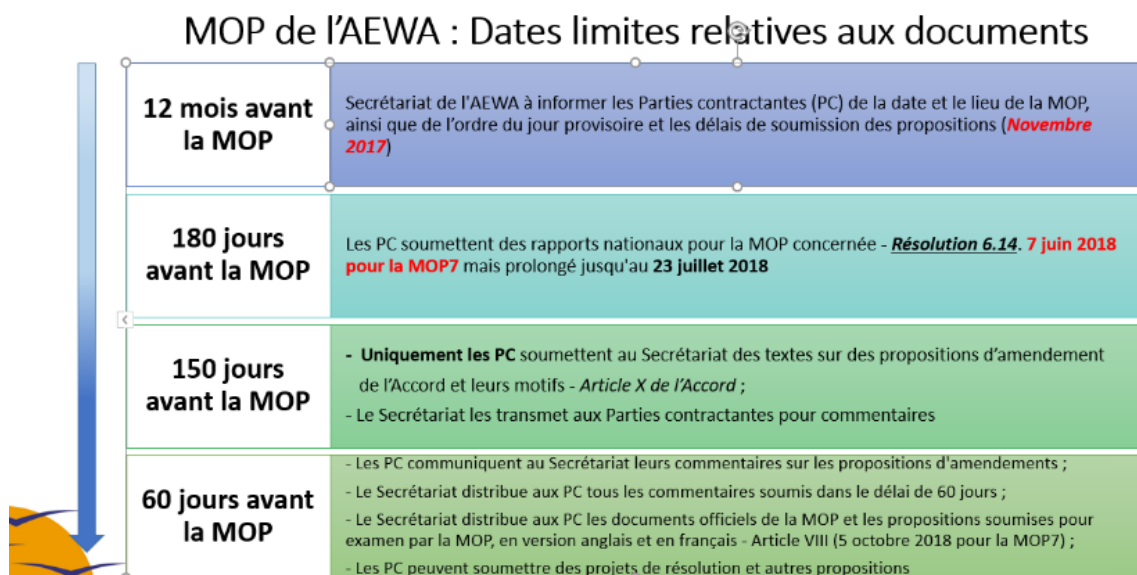 MOP de l’AEWA : Dates limites relatives aux documents
12 mois avant
la MOP
Secrétariat de l'AEWA à informer les Parties contractantes (PC) de la date et le lieu de la MOP,
ainsi que de l’ordre du jour provisoire et les délais de soumission des propositions (Novembre
2017)
180 jours
avant la MOP
Les PC soumettent des rapports nationaux pour la MOP concernée - Résolution 6.14. 7 juin 2018
pour la MOP7 mais prolongé jusqu'au 23 juillet 2018
150 jours
avant la MOP
- Uniquement les PC soumettent au Secrétariat des textes sur des propositions d’amendement
de l’Accord et leurs motifs - Article X de l’Accord ;
- Le Secrétariat les transmet aux Parties contractantes pour commentaires
60 jours avant
la MOP
- Les PC communiquent au Secrétariat leurs commentaires sur les propositions d'amendements ;
- Le Secrétariat distribue aux PC tous les commentaires soumis dans le délai de 60 jours ;
- Le Secrétariat distribue aux PC les documents officiels de la MOP et les propositions soumises pour
examen par la MOP, en version anglais et en français - Article VIII (5 octobre 2018 pour la MOP7) ;
- Les PC peuvent soumettre des projets de résolution et autres propositions